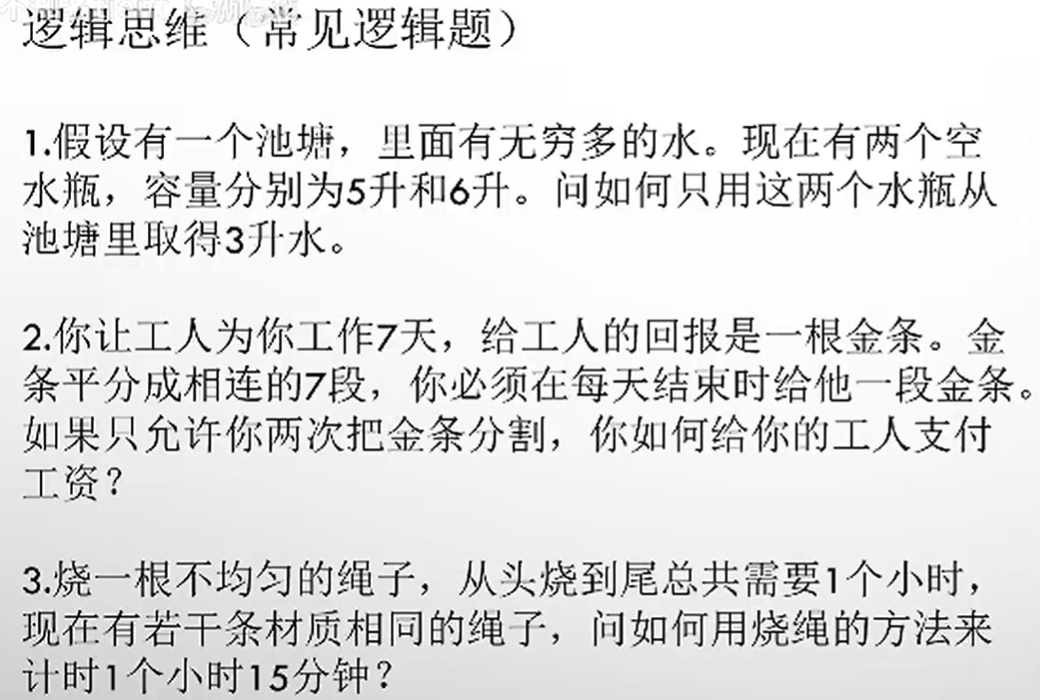 逻辑思维（常见逻辑题）
1.假设有一个池塘，里面有无穷多的水。现在有两个空
水瓶，容量分别为5升和6升。问如何只用这两个水瓶从
池塘里取得3升水。
2.你让工人为你工作7天，给工人的回报是一根金条。金
条平分成相连的7段，你必须在每天结束时给他一段金条。
如果只允许你两次把金条分割，你如何给你的工人支付
工资？
3.烧一根不均匀的绳子，从头烧到尾总共需要1个小时，
现在有若干条材质相同的绳子，问如何用烧绳的方法来
计时1个小时15分钟？